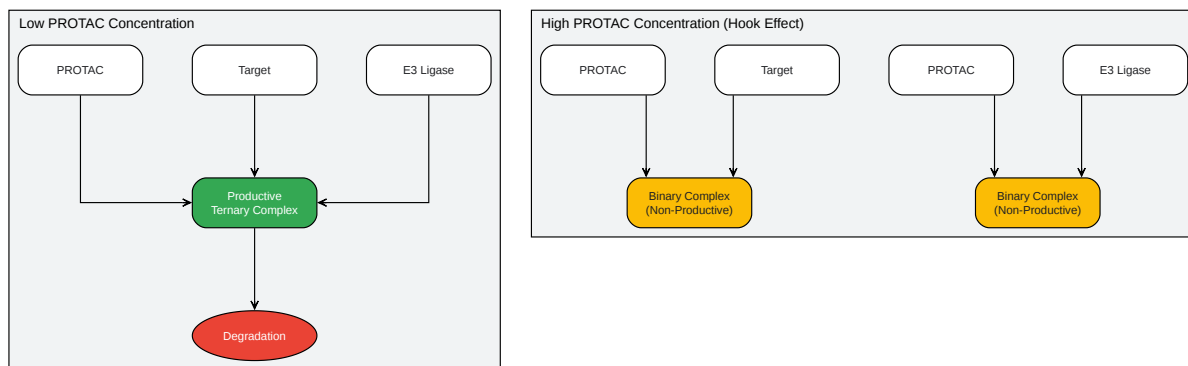 Low PROTAC Concentration
PROTAC
Target
E3 Ligase
Productive
Ternary Complex
Degradation
High PROTAC Concentration (Hook Effect)
PROTAC
Target
PROTAC
E3 Ligase
Binary Complex
(Non-Productive)
Binary Complex
(Non-Productive)